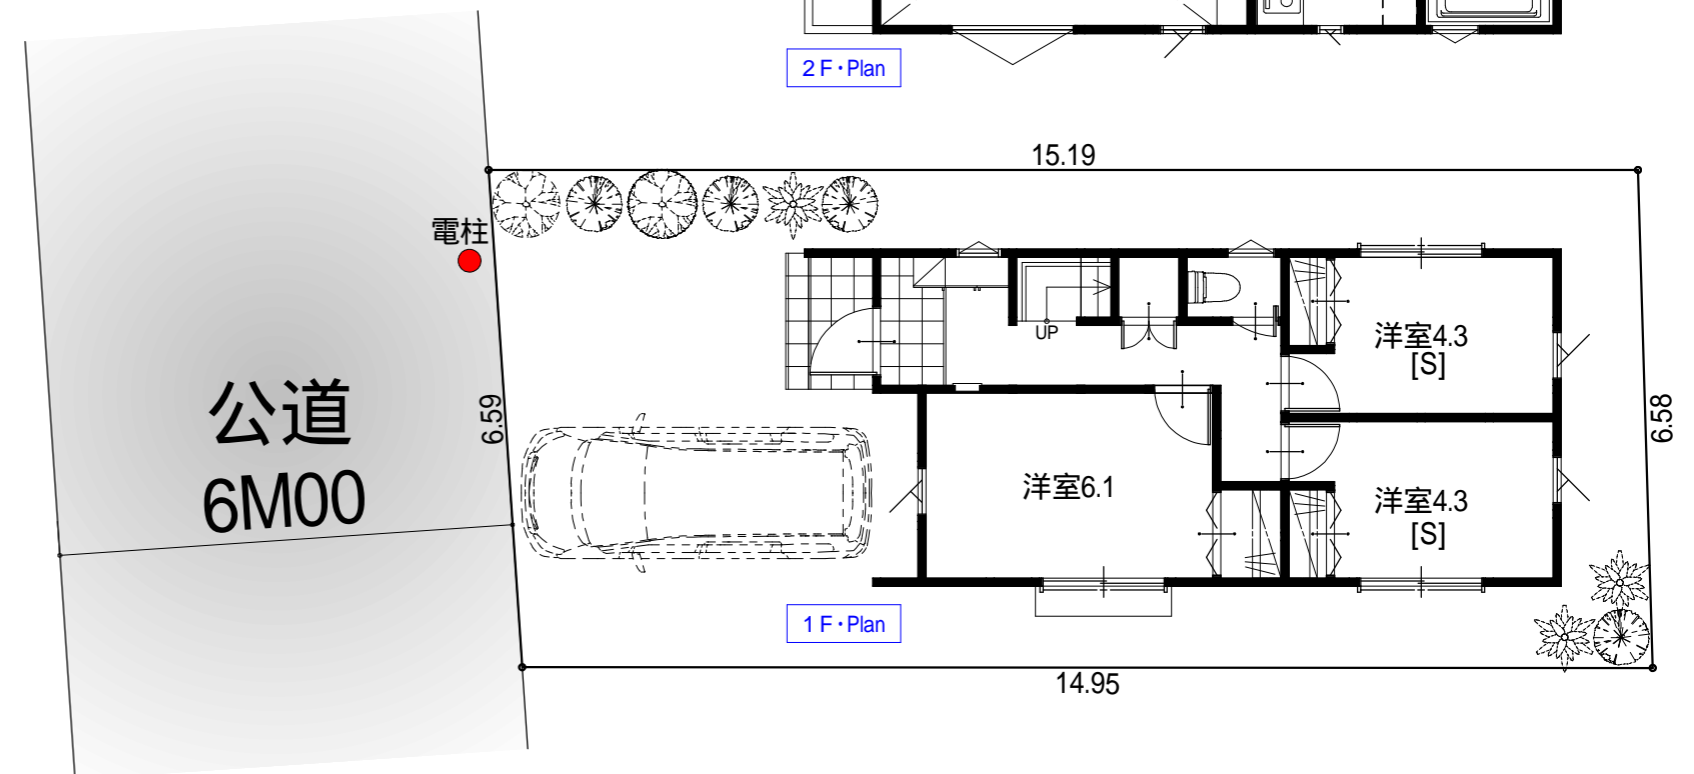 2F・Plan
15.19
電柱
UP
洋室4.3
[S]
公道
6M00
6.59
6.58
洋室6.1
洋室4.3
[S]
1F・Plan
14.95